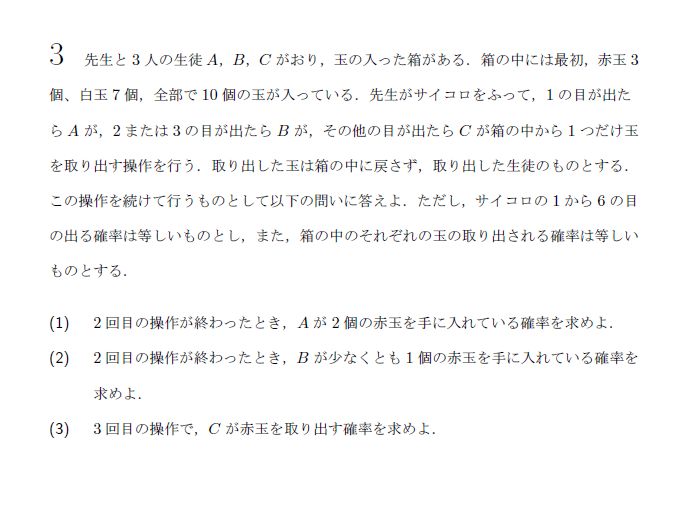 3 先生と 3 人の生徒 A，B，C がおり，玉の入った箱がある．箱の中には最初，赤玉 3
個、白玉 7 個，全部で 10 個の玉が入っている．先生がサイコロをふって，1 の目が出た
ら A が，2 または 3 の目が出たら B が，その他の目が出たら C が箱の中から 1 つだけ玉
を取り出す操作を行う．取り出した玉は箱の中に戻さず，取り出した生徒のものとする．
この操作を続けて行うものとして以下の問いに答えよ．ただし，サイコロの 1 から 6 の目
の出る確率は等しいものとし，また，箱の中のそれぞれの玉の取り出される確率は等しい
ものとする．
(1) 2 回目の操作が終わったとき，A が 2 個の赤玉を手に入れている確率を求めよ．
(2) 2 回目の操作が終わったとき，B が少なくとも 1 個の赤玉を手に入れている確率を
求めよ．
(3) 3 回目の操作で，C が赤玉を取り出す確率を求めよ．